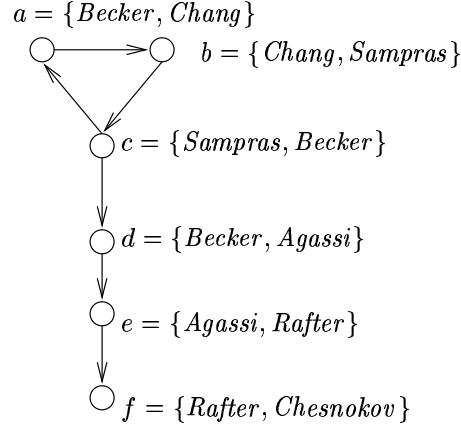 a = {Becker, Chang}
b = {Chang, Sampras}
c = {Sampras, Becker}
d = {Becker, Agassi}
e = {Agassi, Rafter}
f = {Rafter, Chesnokov}